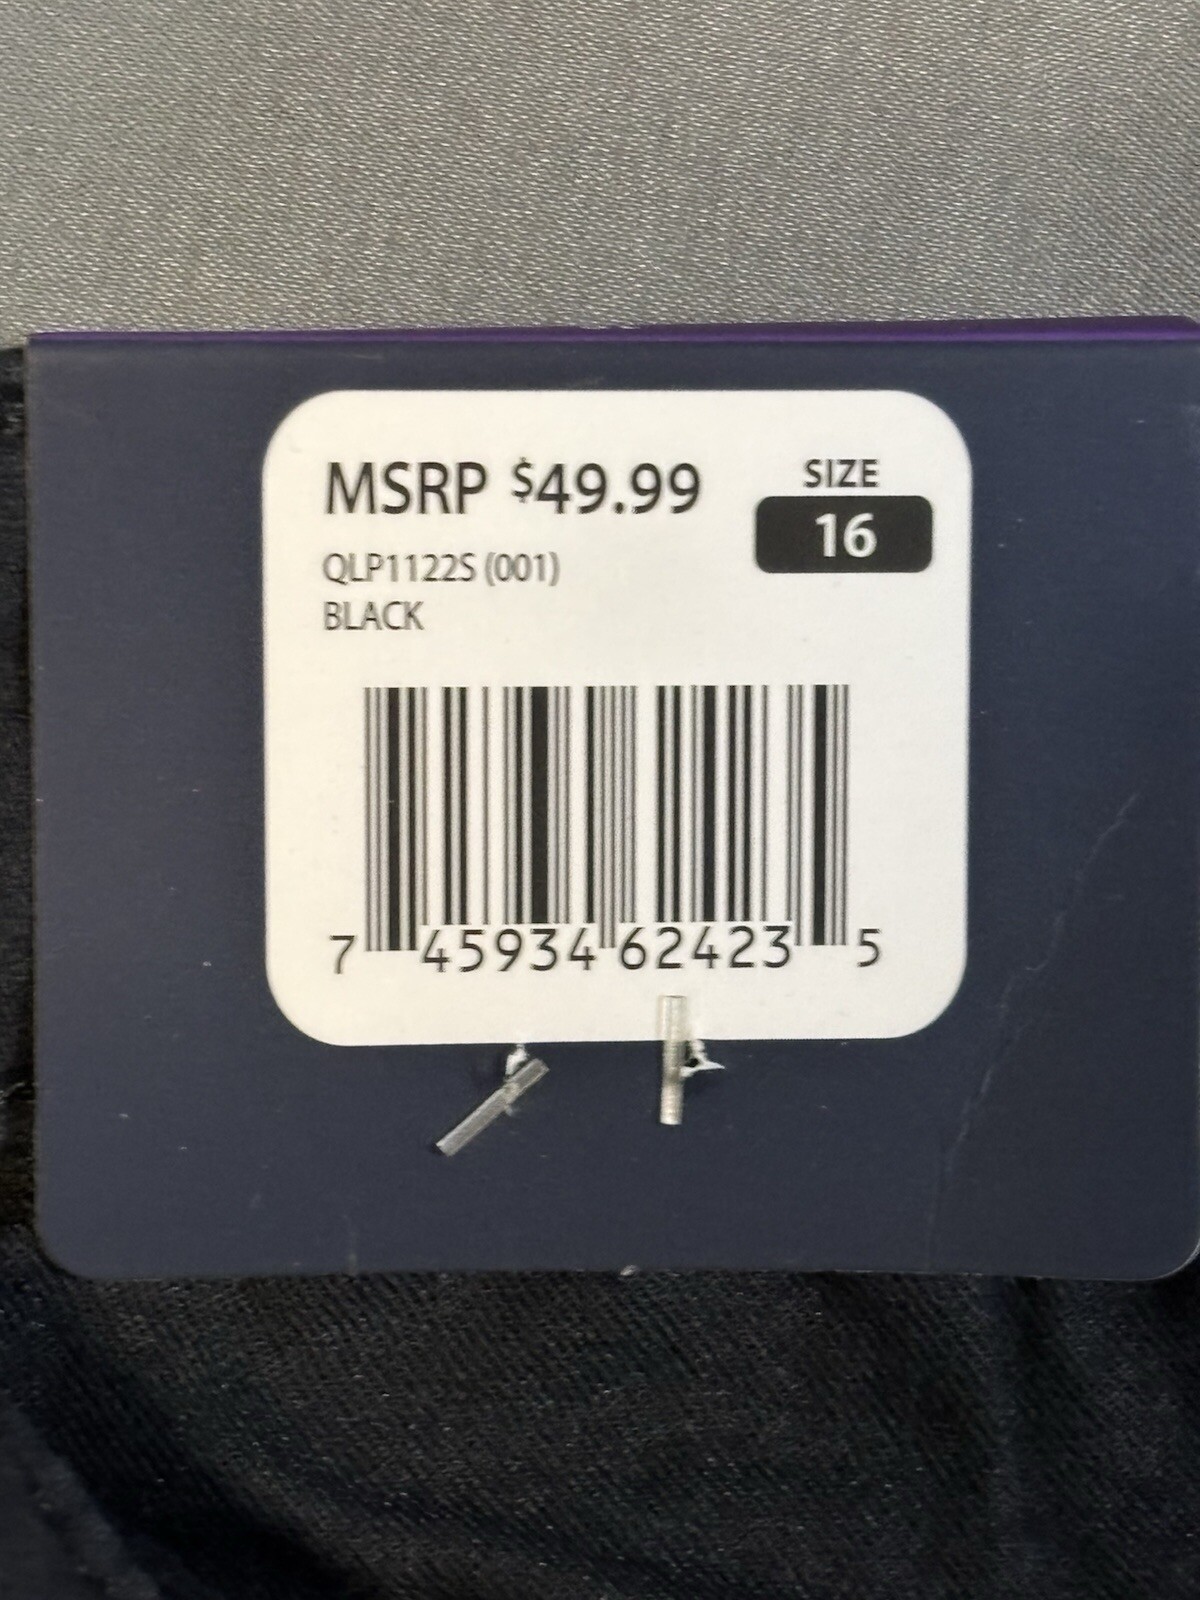 MSRP $49.99
SIZE
16
QLP1122S (001)
BLACK
7 45934 62423 5